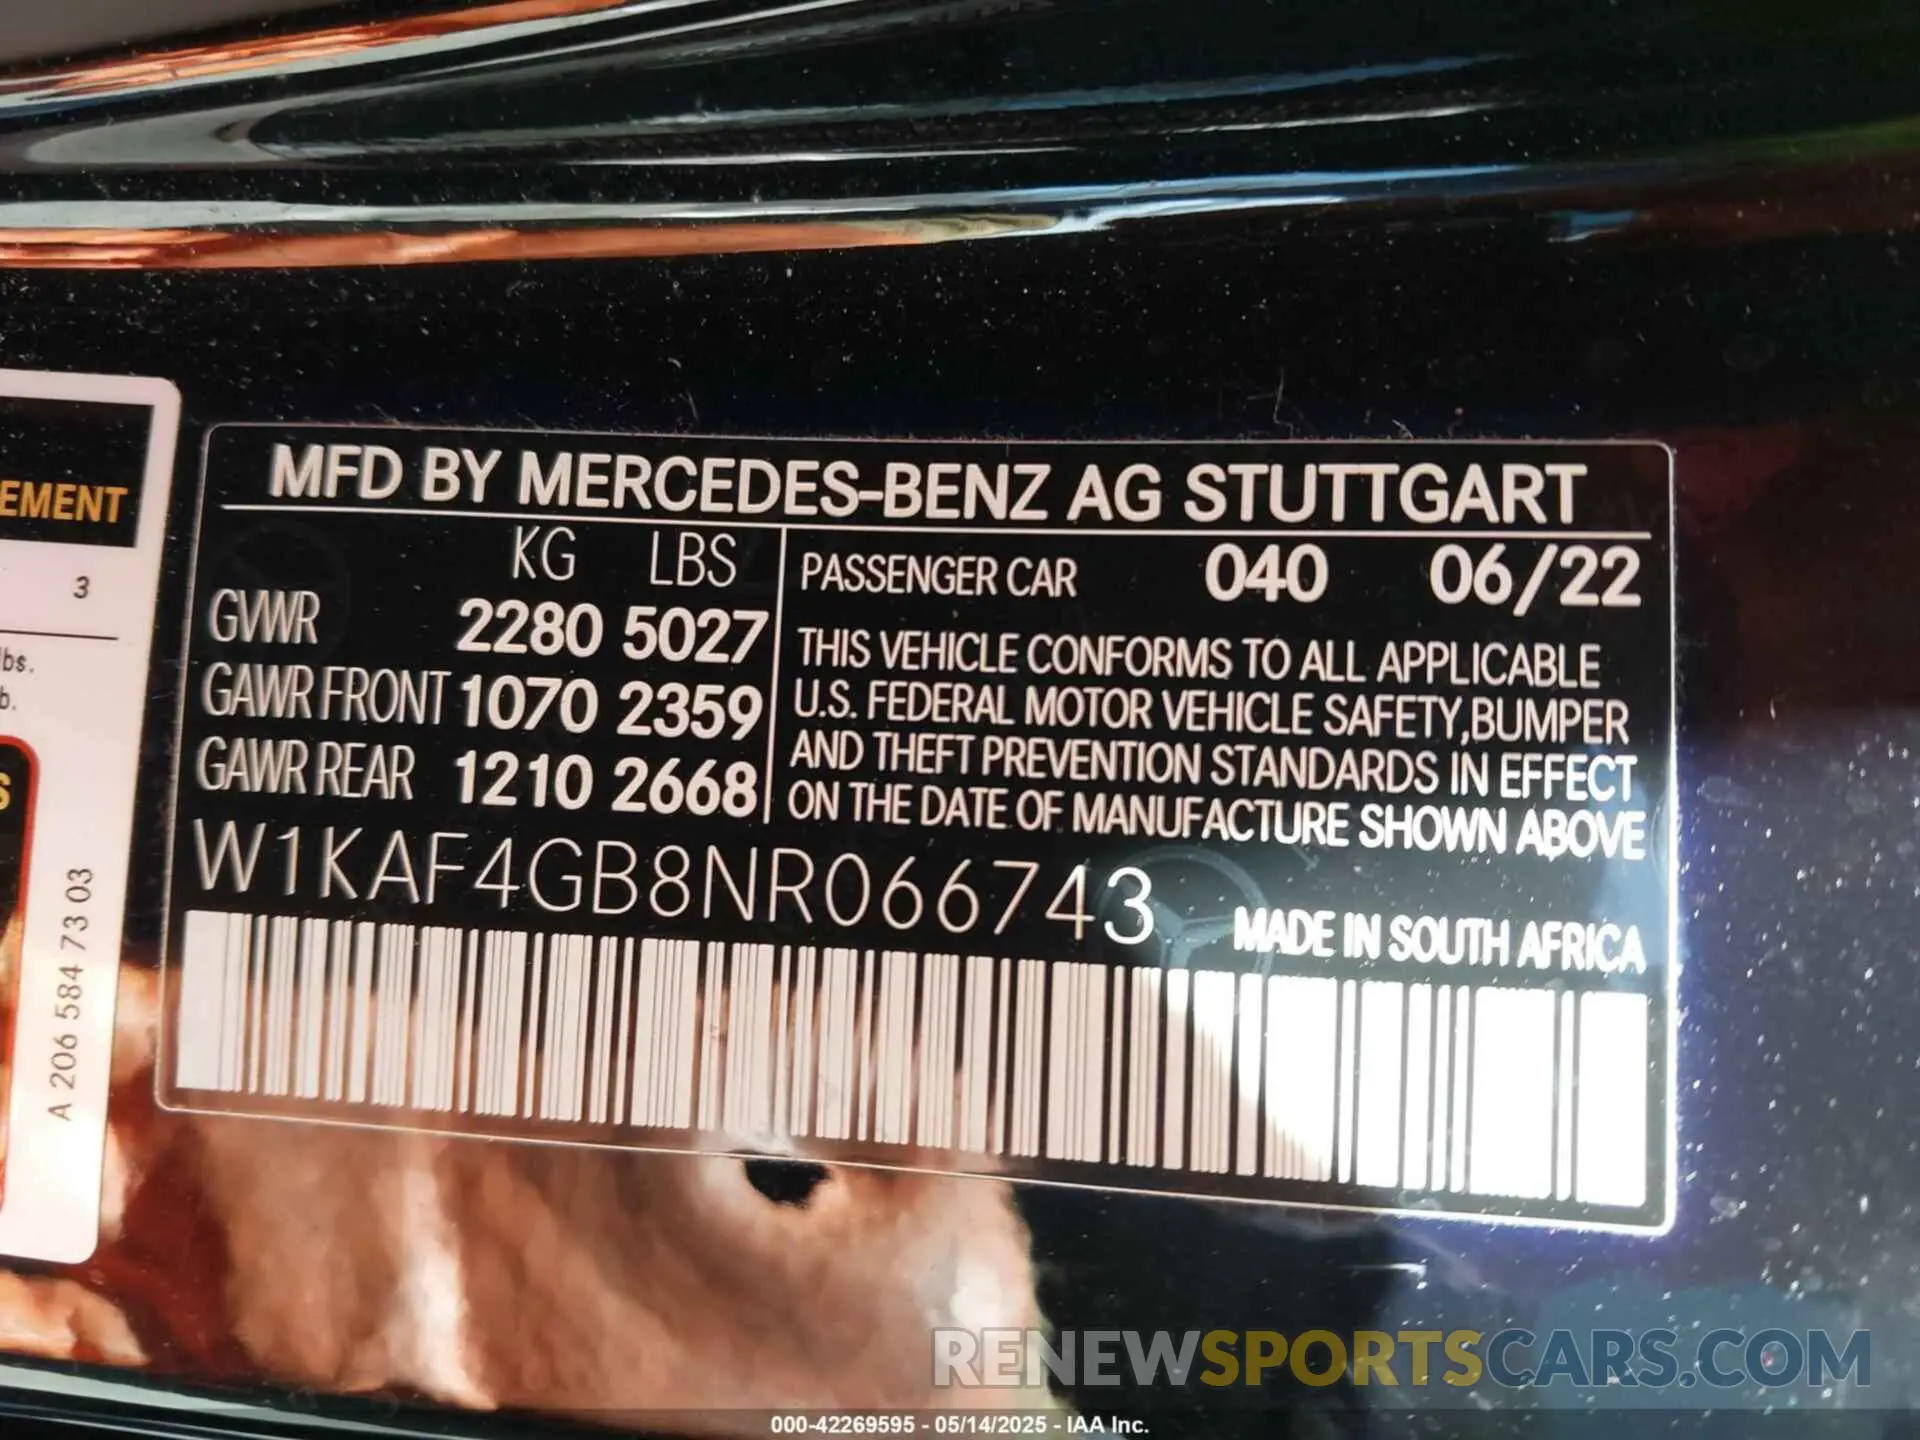 EMENT
3
lbs.
b.
S
A 206 584 73 03
MFD BY MERCEDES-BENZ AG STUTTGART
KG LBS
GVWR 2280 5027
GAWR FRONT 1070 2359
GAWR REAR 1210 2668
PASSENGER CAR 040 06/22
THIS VEHICLE CONFORMS TO ALL APPLICABLE
U.S. FEDERAL MOTOR VEHICLE SAFETY,BUMPER
AND THEFT PREVENTION STANDARDS IN EFFECT
ON THE DATE OF MANUFACTURE SHOWN ABOVE
W1KAF4GB8NR066743
MADE IN SOUTH AFRICA
RENEWSPORTSCARS.COM
000-42269595 - 05/14/2025 - IAA Inc.